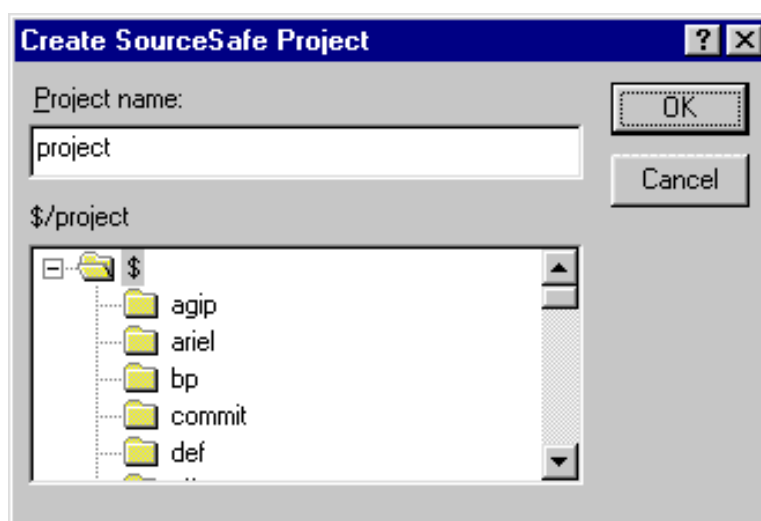 Create SourceSafe Project
Project name:
OK
project
Cancel
$/project
$
agip
ariel
bp
commit
def